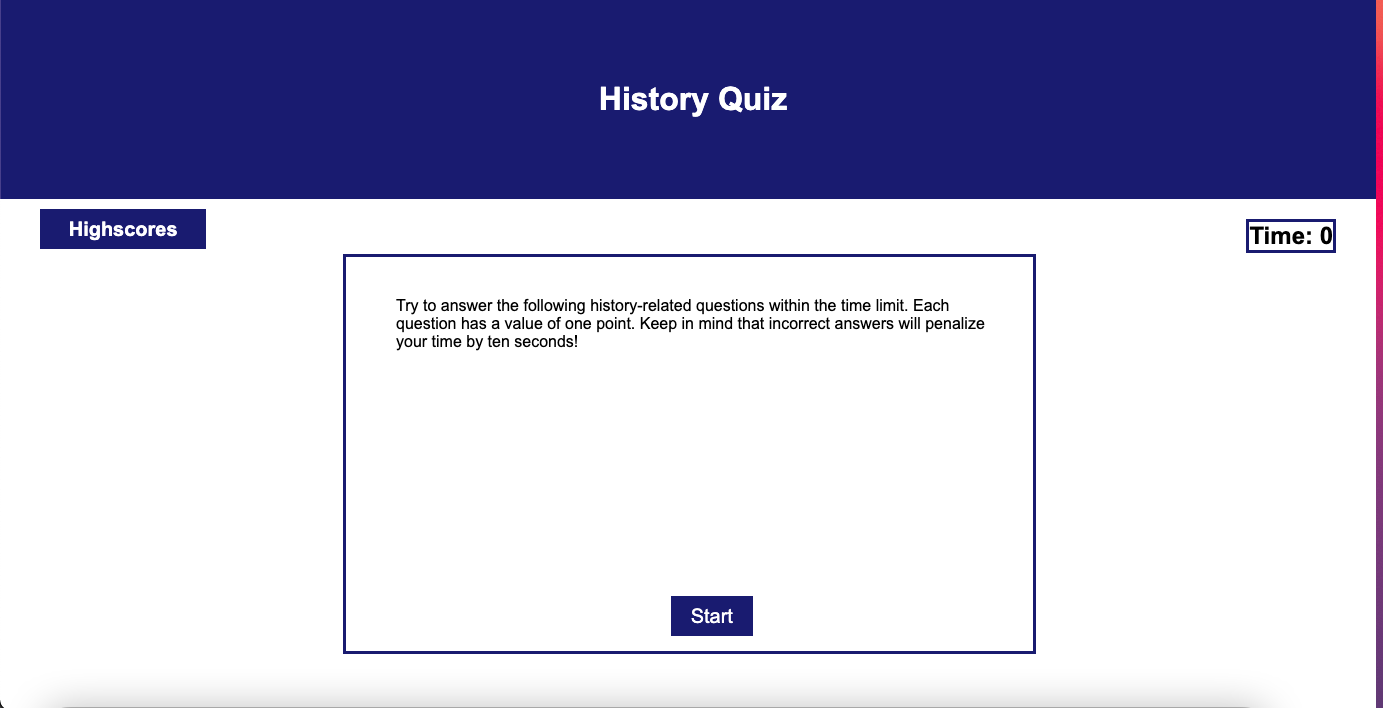 History Quiz
Highscores
Time: 0
Try to answer the following history-related questions within the time limit. Each
question has a value of one point. Keep in mind that incorrect answers will penalize
your time by ten seconds!
Start